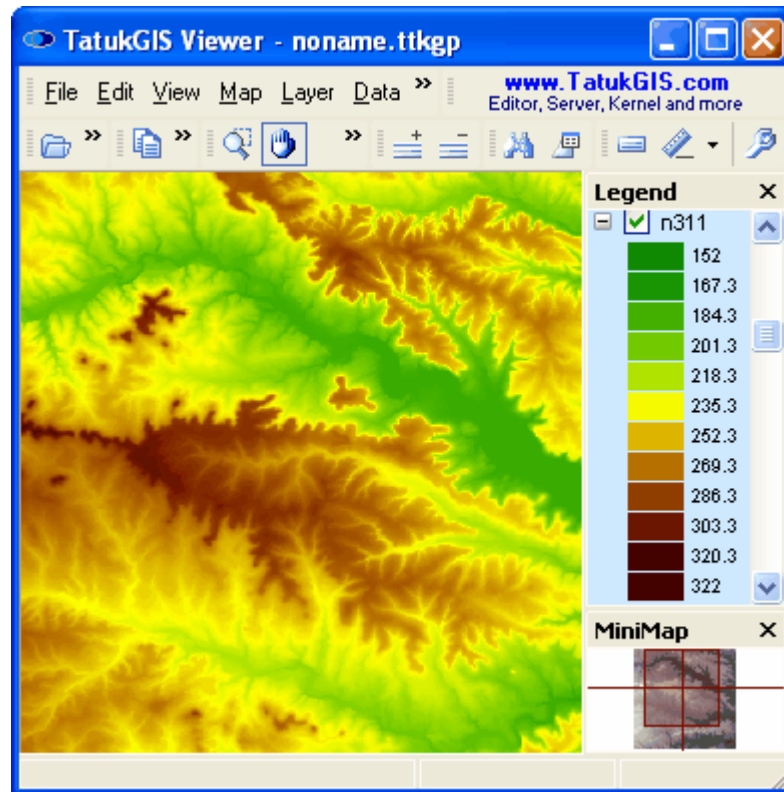 TatukGIS Viewer - noname.ttkgp
File Edit View Map Layer Data »
www.TatukGIS.com
Editor, Server, Kernel and more
Legend
n311
152
167.3
184.3
201.3
218.3
235.3
252.3
269.3
286.3
303.3
320.3
322
MiniMap